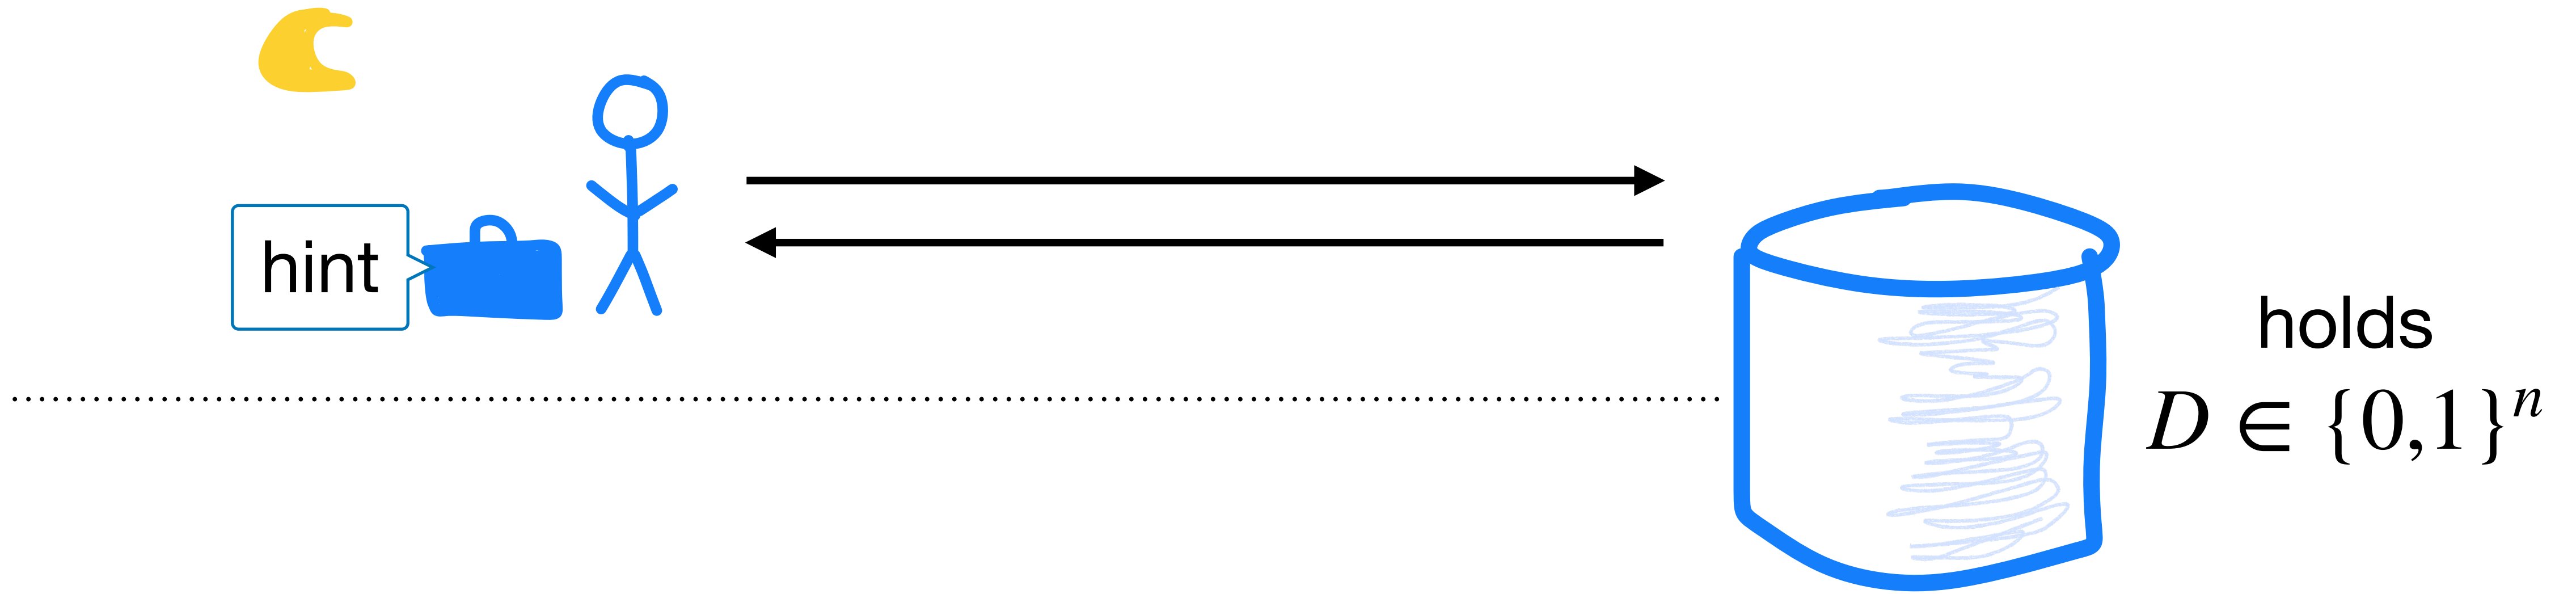 hint
holds
D ∈ {0,1}ⁿ